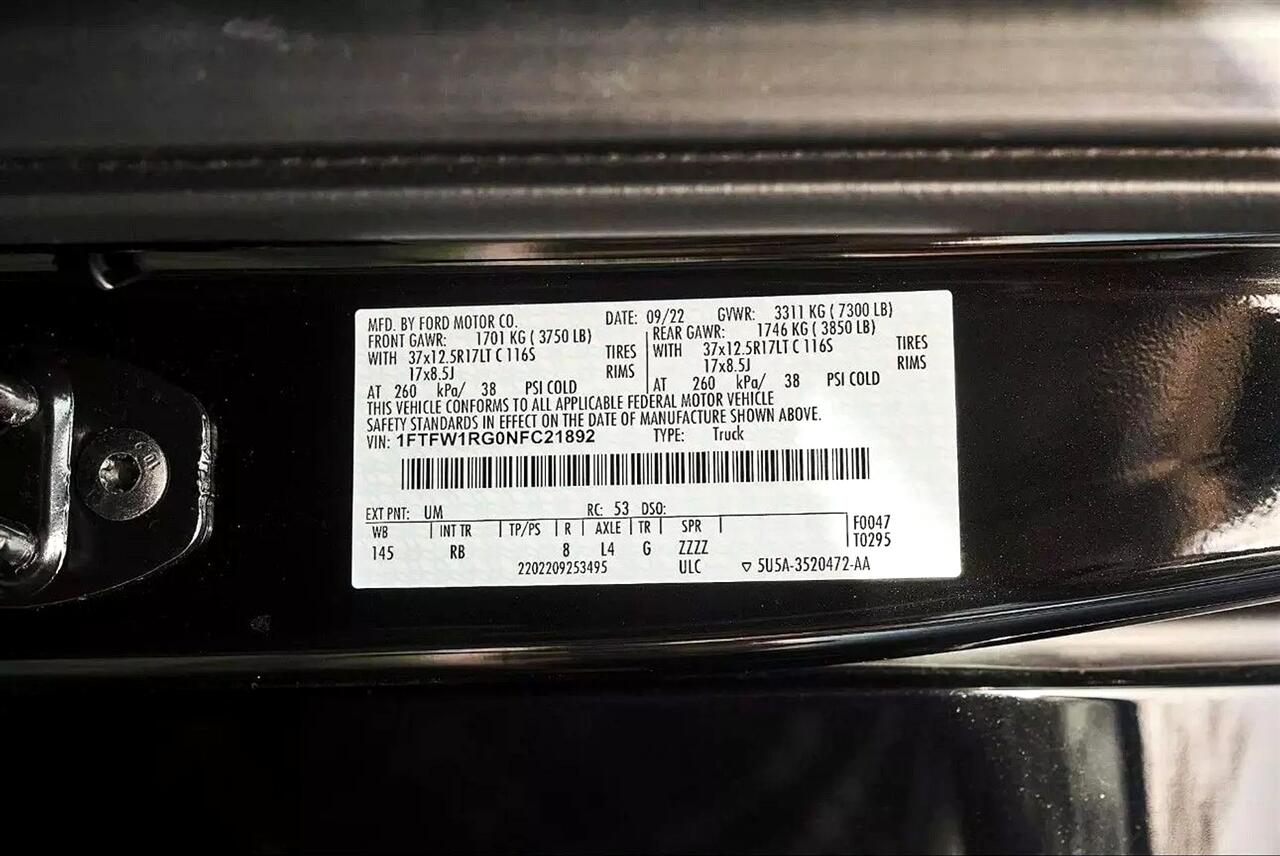 MFD. BY FORD MOTOR CO. DATE: 09/22 GVWR: 3311 KG ( 7300 LB)
FRONT GAWR: 1701 KG ( 3750 LB) REAR GAWR: 1746 KG ( 3850 LB)
WITH 37x12.5R17LT C 116S TIRES WITH 37x12.5R17LT C 116S TIRES
17x8.5J RIMS 17x8.5J RIMS
AT 260 kPa/ 38 PSI COLD AT 260 kPa/ 38 PSI COLD
THIS VEHICLE CONFORMS TO ALL APPLICABLE FEDERAL MOTOR VEHICLE
SAFETY STANDARDS IN EFFECT ON THE DATE OF MANUFACTURE SHOWN ABOVE.
VIN: 1FTFW1RG0NFC21892 TYPE: Truck
EXT PNT: UM RC: 53 DSO:
WB INT TR TP/PS R AXLE TR SPR F0047
145 RB 8 L4 G ZZZZ T0295
2202209253495 ULC ▽ 5U5A-3520472-AA